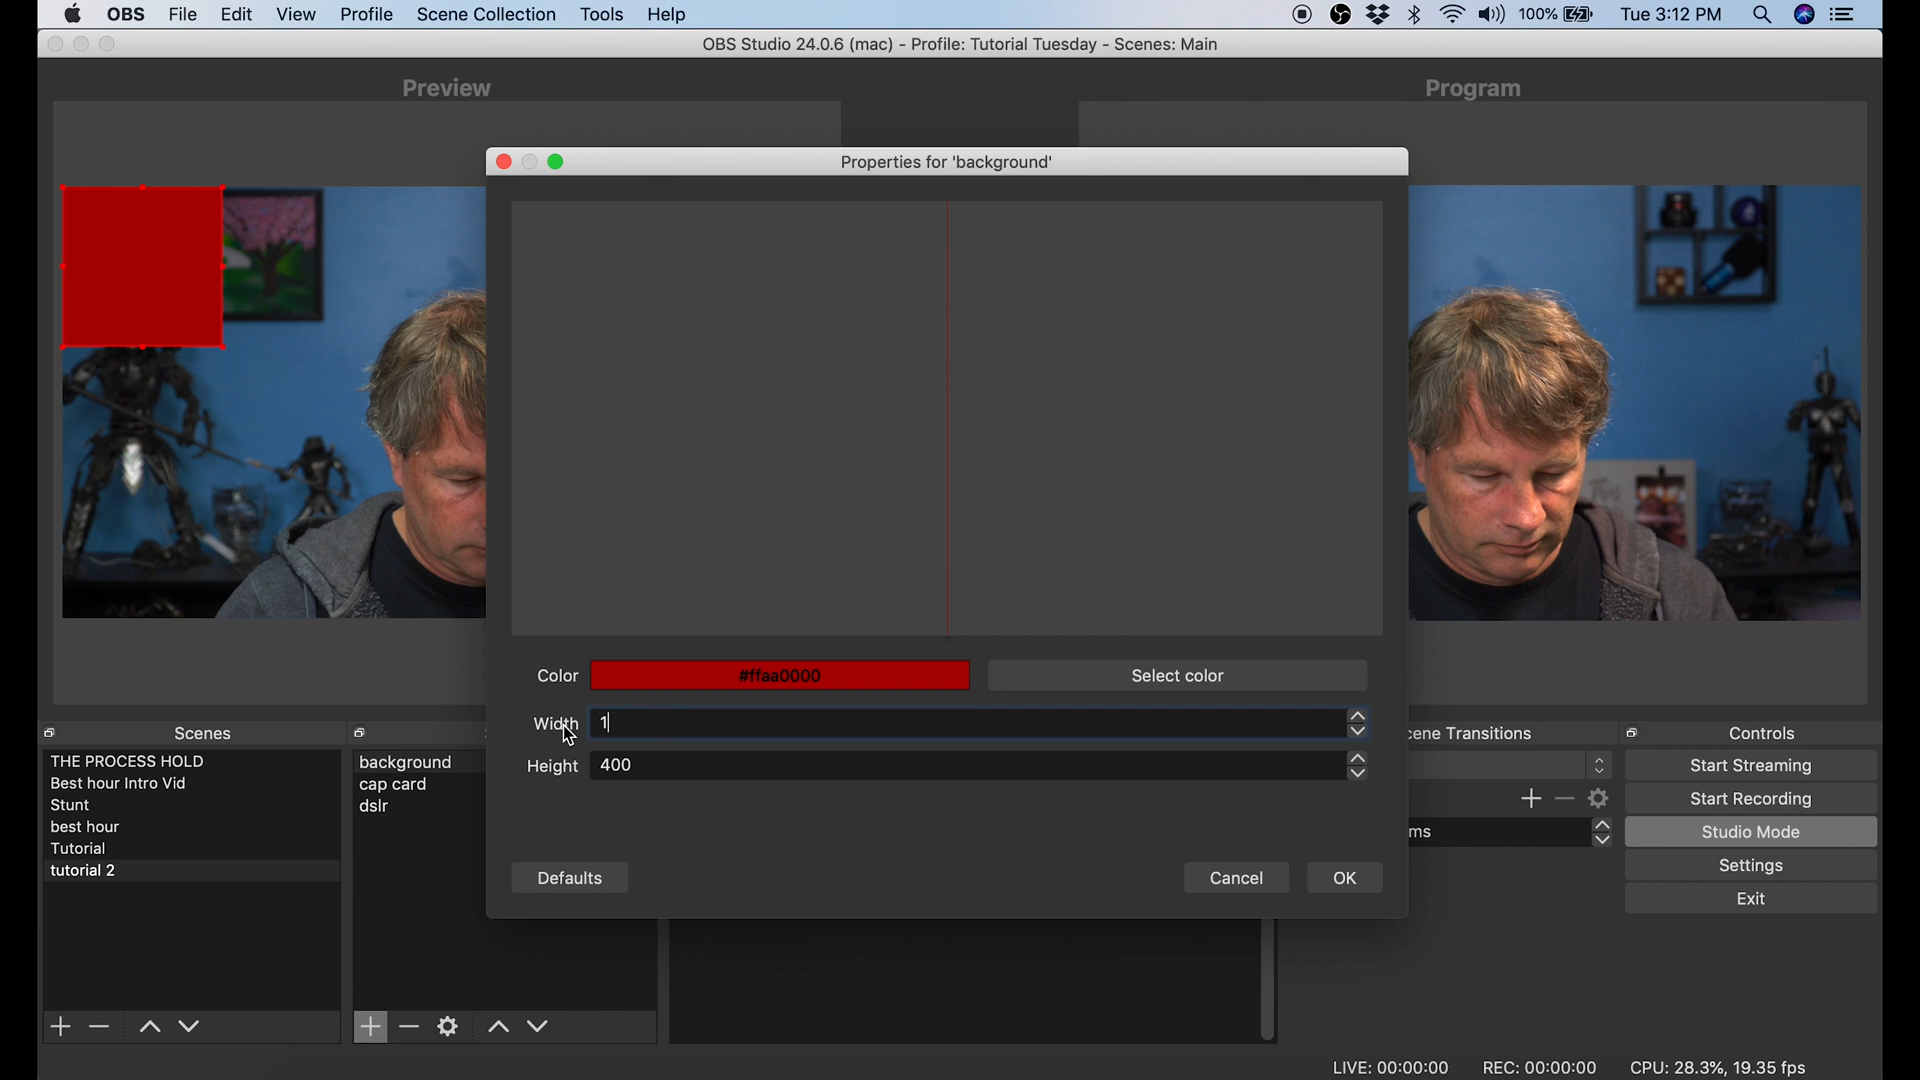 OBS File Edit View Profile Scene Collection Tools Help 100% Tue 3:12 PM
OBS Studio 24.0.6 (mac) - Profile: Tutorial Tuesday - Scenes: Main
Preview Program
Properties for 'background'
Color #ffaa0000 Select color
Width 1
Height 400
Defaults Cancel OK
Scenes
THE PROCESS HOLD
Best hour Intro Vid
Stunt
best hour
Tutorial
tutorial 2
background
cap card
dslr
cene Transitions
ms
Controls
Start Streaming
Start Recording
Studio Mode
Settings
Exit
LIVE: 00:00:00 REC: 00:00:00 CPU: 28.3%, 19.35 fps